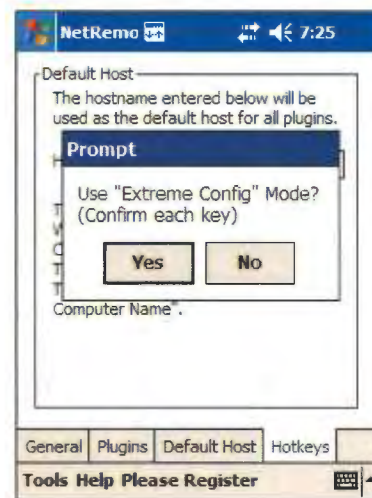 NetRemo 7:25
Default Host
The hostname entered below will be
used as the default host for all plugins.
Prompt
Use "Extreme Config" Mode?
(Confirm each key)
Yes No
Computer Name".
General Plugins Default Host Hotkeys
Tools Help Please Register